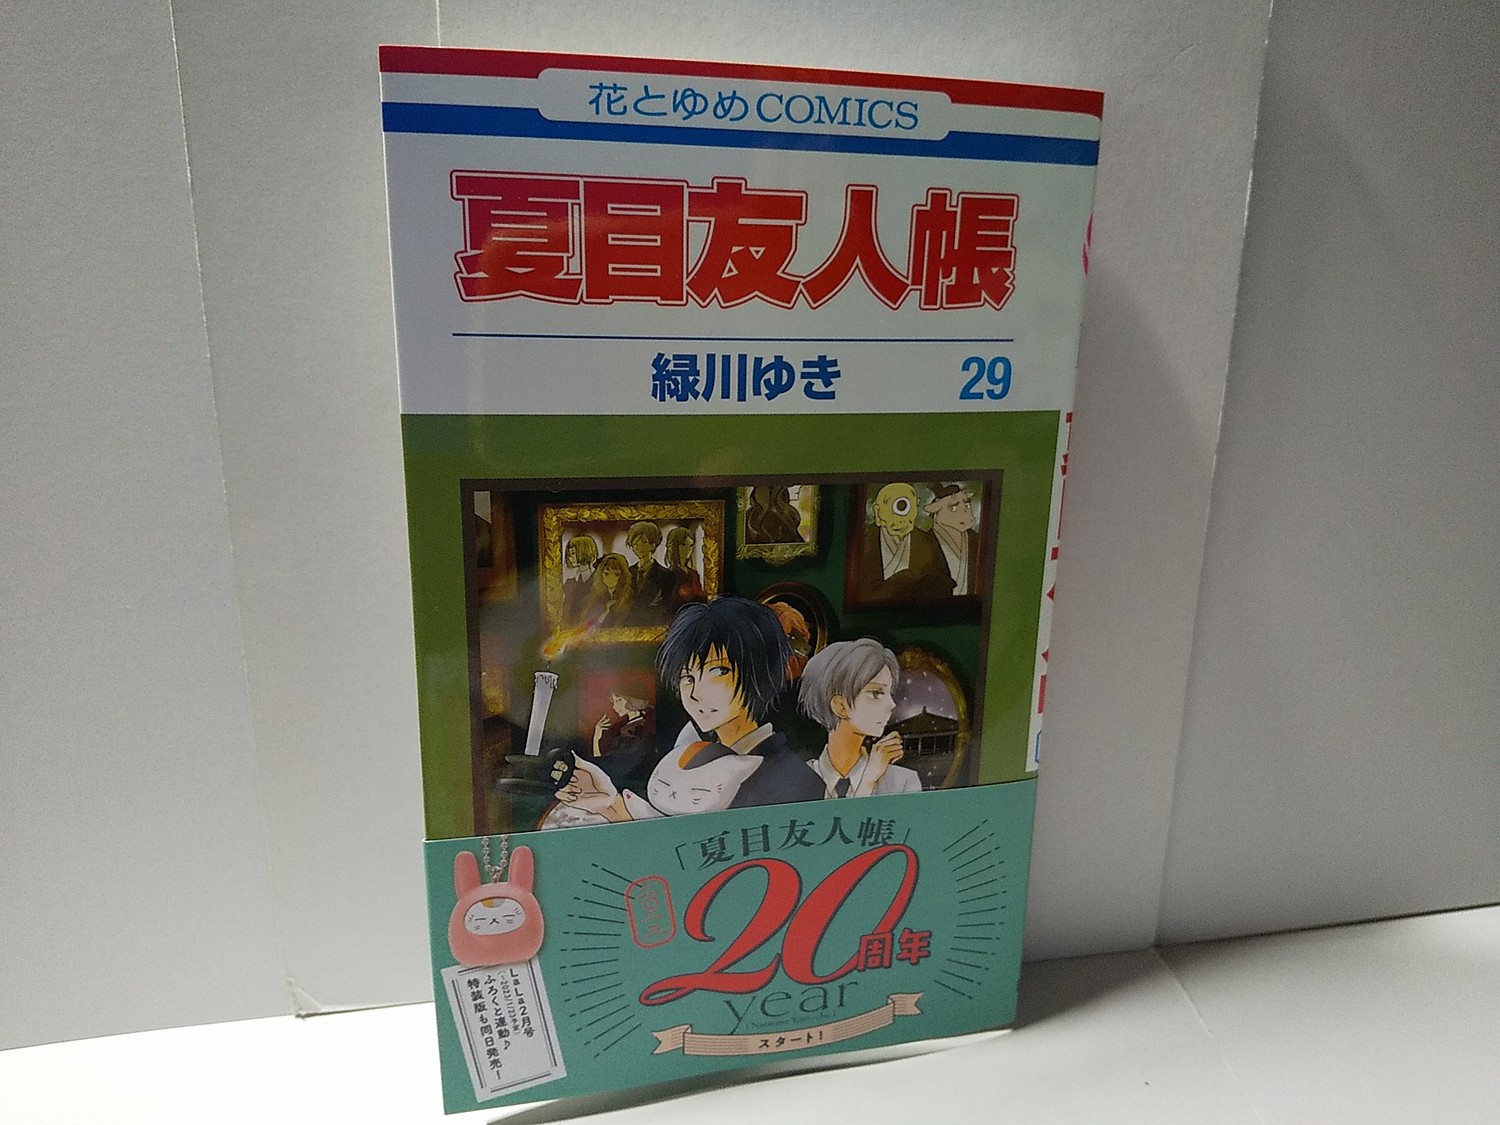 花とゆめCOMICS
夏目友人帳
緑川ゆき 29
「夏目友人帳」
20周年
year
スタート!
LaLa2月号
ふろくと連動♪
特装版も同日発売!